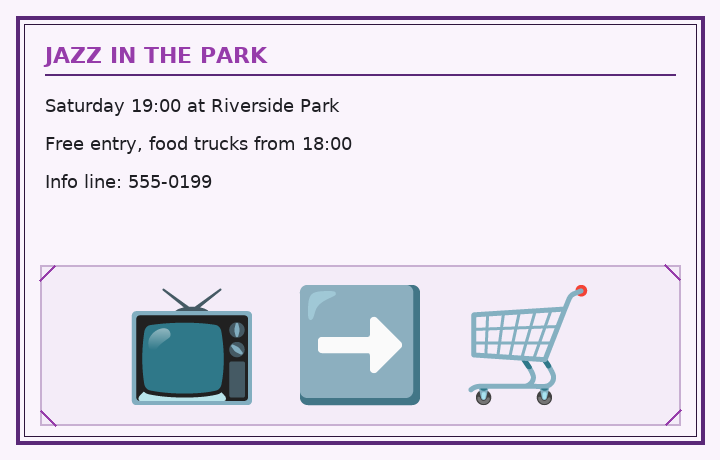 JAZZ IN THE PARK
Saturday 19:00 at Riverside Park
Free entry, food trucks from 18:00
Info line: 555-0199